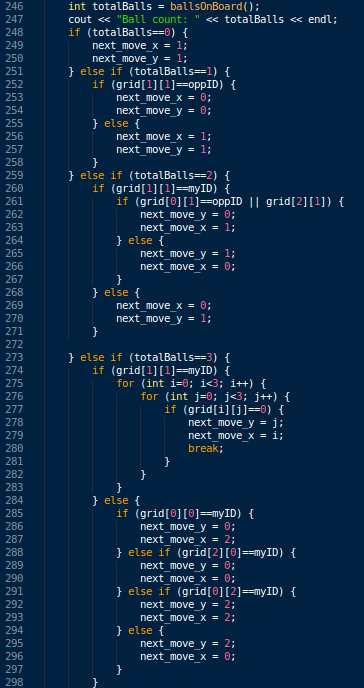 246 int totalBalls = ballsOnBoard();
247 cout << "Ball count: " << totalBalls << endl;
248 if (totalBalls==0) {
249 next_move_x = 1;
250 next_move_y = 1;
251 } else if (totalBalls==1) {
252 if (grid[1][1]==oppID) {
253 next_move_x = 0;
254 next_move_y = 0;
255 } else {
256 next_move_x = 1;
257 next_move_y = 1;
258 }
259 } else if (totalBalls==2) {
260 if (grid[1][1]==myID) {
261 if (grid[0][1]==oppID || grid[2][1]) {
262 next_move_y = 0;
263 next_move_x = 1;
264 } else {
265 next_move_y = 1;
266 next_move_x = 0;
267 }
268 } else {
269 next_move_x = 0;
270 next_move_y = 1;
271 }
272
273 } else if (totalBalls==3) {
274 if (grid[1][1]==myID) {
275 for (int i=0; i<3; i++) {
276 for (int j=0; j<3; j++) {
277 if (grid[i][j]==0) {
278 next_move_y = j;
279 next_move_x = i;
280 break;
281 }
282 }
283 }
284 } else {
285 if (grid[0][0]==myID) {
286 next_move_y = 0;
287 next_move_x = 2;
288 } else if (grid[2][0]==myID) {
289 next_move_y = 0;
290 next_move_x = 0;
291 } else if (grid[0][2]==myID) {
292 next_move_y = 2;
293 next_move_x = 2;
294 } else {
295 next_move_y = 2;
296 next_move_x = 0;
297 }
298 }